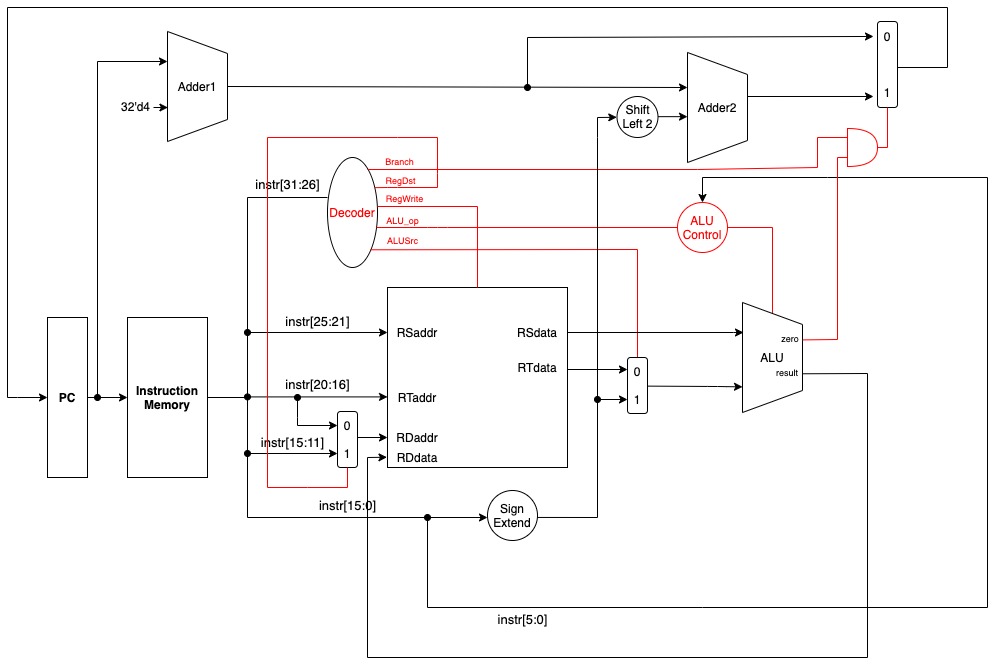 0
Adder1
32'd4
1
Shift
Left 2
Adder2
Branch
RegDst
instr[31:26]
RegWrite
Decoder
ALU_op
ALU
Control
ALUSrc
instr[25:21]
RSaddr
RSdata
zero
ALU
RTdata
result
0
instr[20:16]
PC
Instruction
Memory
RTaddr
1
0
RDaddr
instr[15:11]
1
RDdata
instr[15:0]
Sign
Extend
instr[5:0]